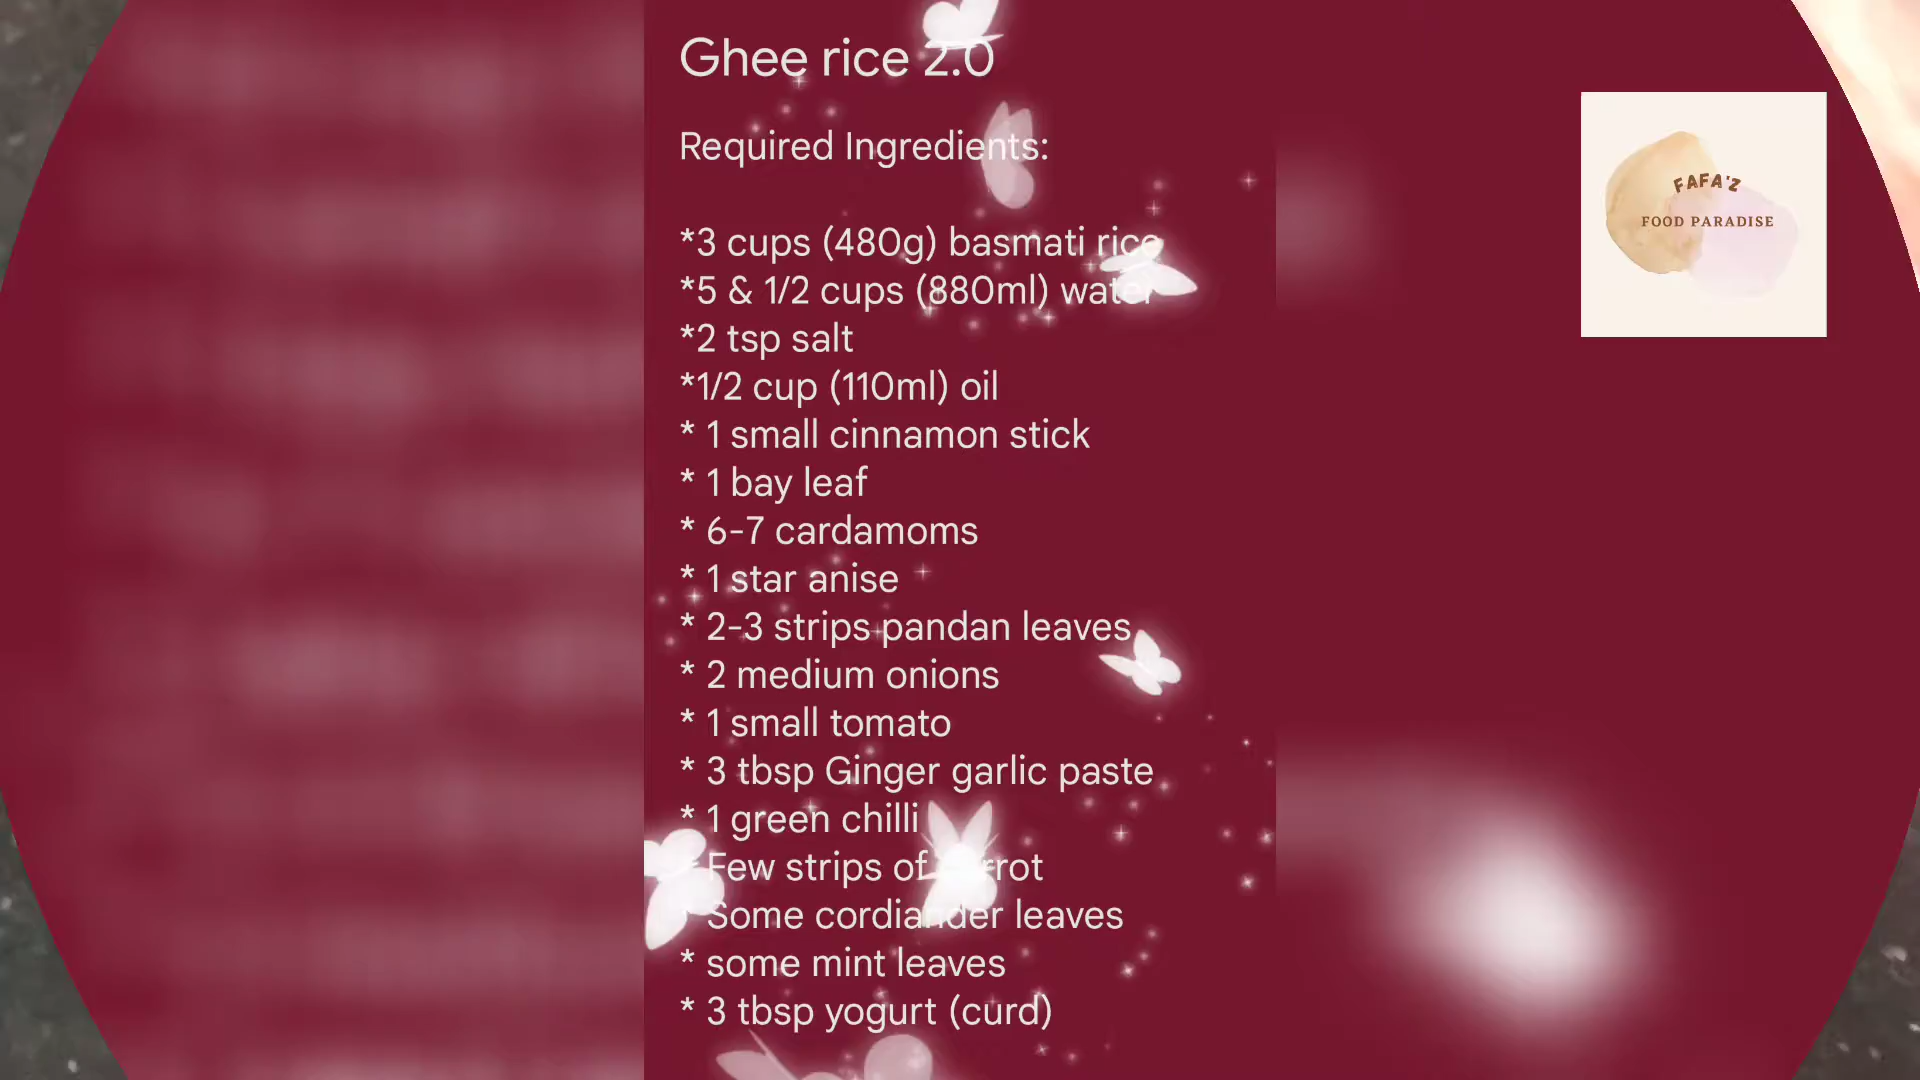 Ghee rice 2.0
Required Ingredients:
*3 cups (480g) basmati rice
*5 & 1/2 cups (880ml) water
*2 tsp salt
*1/2 cup (110ml) oil
* 1 small cinnamon stick
* 1 bay leaf
* 6-7 cardamoms
* 1 star anise
* 2-3 strips pandan leaves
* 2 medium onions
* 1 small tomato
* 3 tbsp Ginger garlic paste
* 1 green chilli
Few strips of carrot
* Some cordiander leaves
* some mint leaves
* 3 tbsp yogurt (curd)
FAFA'Z
FOOD PARADISE